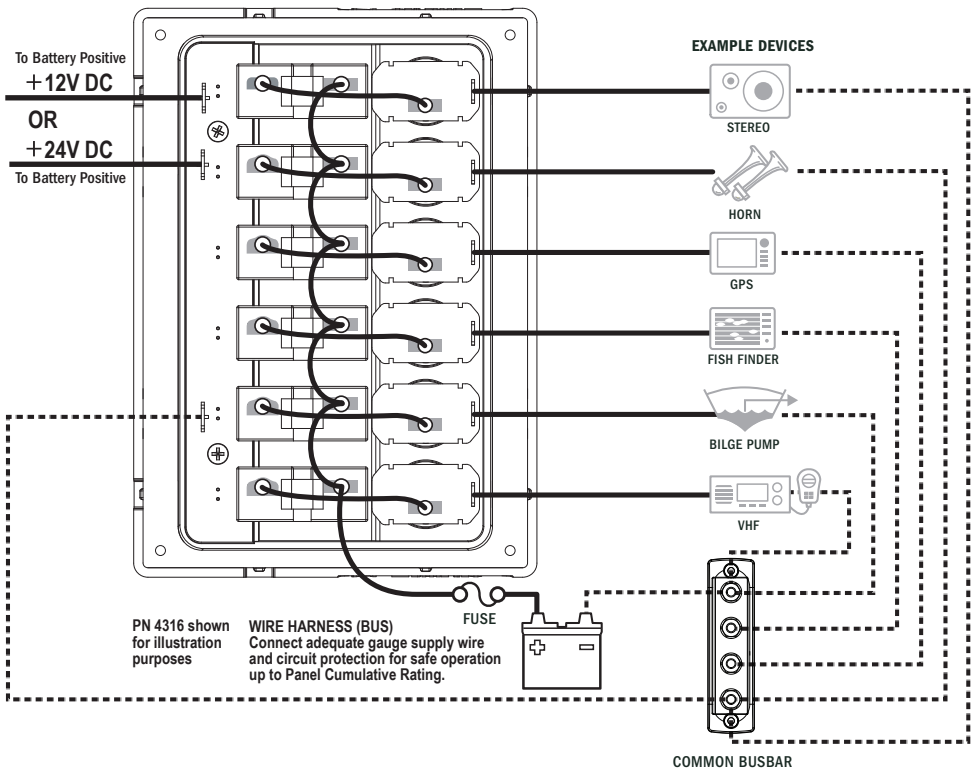 To Battery Positive
+12V DC
OR
+24V DC
To Battery Positive
EXAMPLE DEVICES
STEREO
HORN
GPS
FISH FINDER
BILGE PUMP
VHF
FUSE
PN 4316 shown
for illustration
purposes
WIRE HARNESS (BUS)
Connect adequate gauge supply wire
and circuit protection for safe operation
up to Panel Cumulative Rating.
COMMON BUSBAR